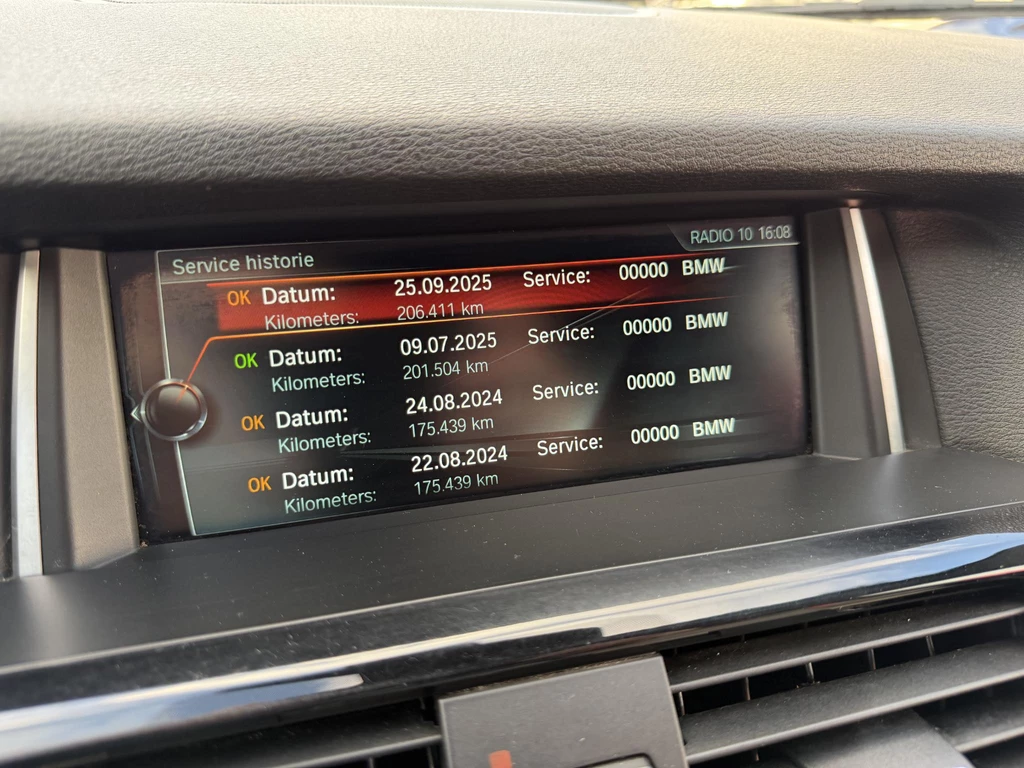 RADIO 10 16:08
Service historie
OK Datum: 25.09.2025 Service: 00000 BMW
Kilometers: 206.411 km
OK Datum: 09.07.2025 Service: 00000 BMW
Kilometers: 201.504 km
OK Datum: 24.08.2024 Service: 00000 BMW
Kilometers: 175.439 km
OK Datum: 22.08.2024 Service: 00000 BMW
Kilometers: 175.439 km